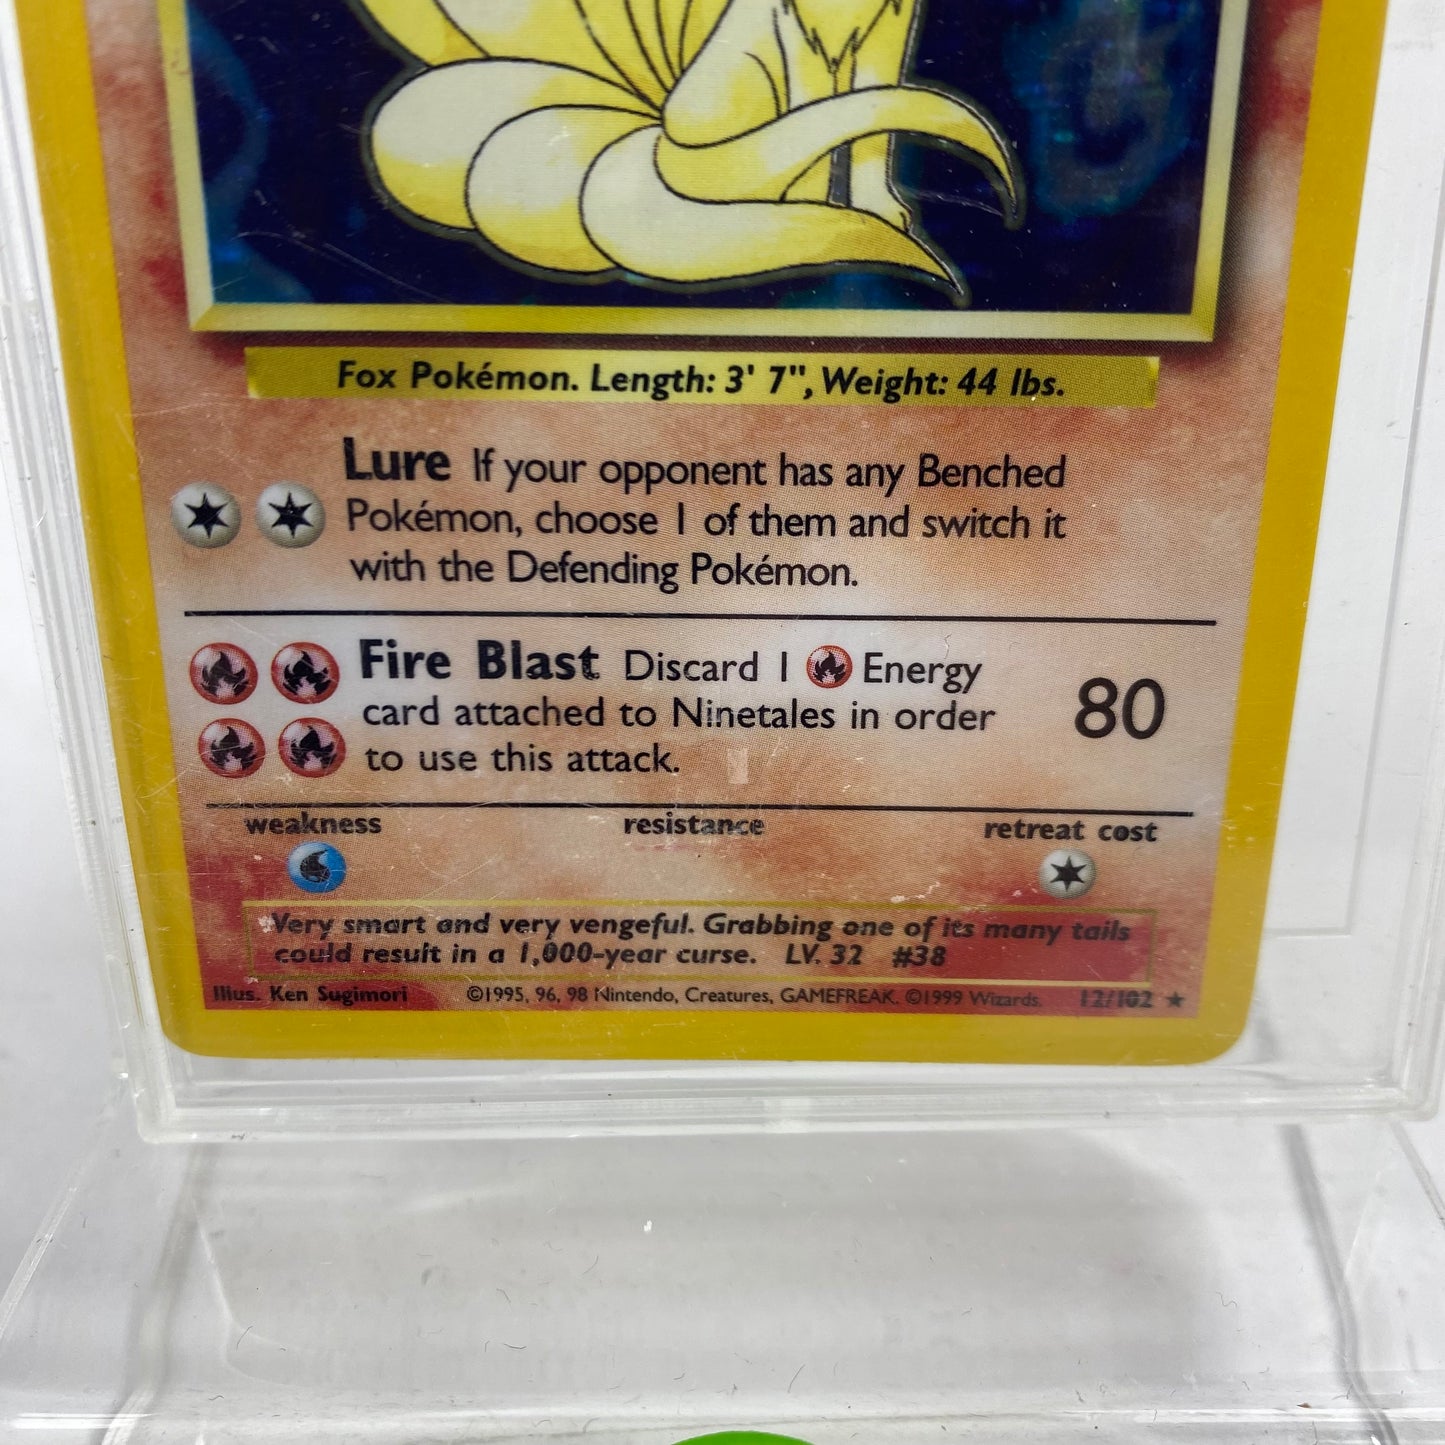 Fox Pokémon. Length: 3' 7", Weight: 44 lbs.
Lure If your opponent has any Benched
Pokémon, choose 1 of them and switch it
with the Defending Pokémon.
Fire Blast Discard 1 Energy
card attached to Ninetales in order
to use this attack.
80
weakness resistance retreat cost
Very smart and very vengeful. Grabbing one of its many tails
could result in a 1,000-year curse. LV. 32 #38
Illus. Ken Sugimori ©1995, 96, 98 Nintendo, Creatures, GAMEFREAK. ©1999 Wizards. 12/102 ★